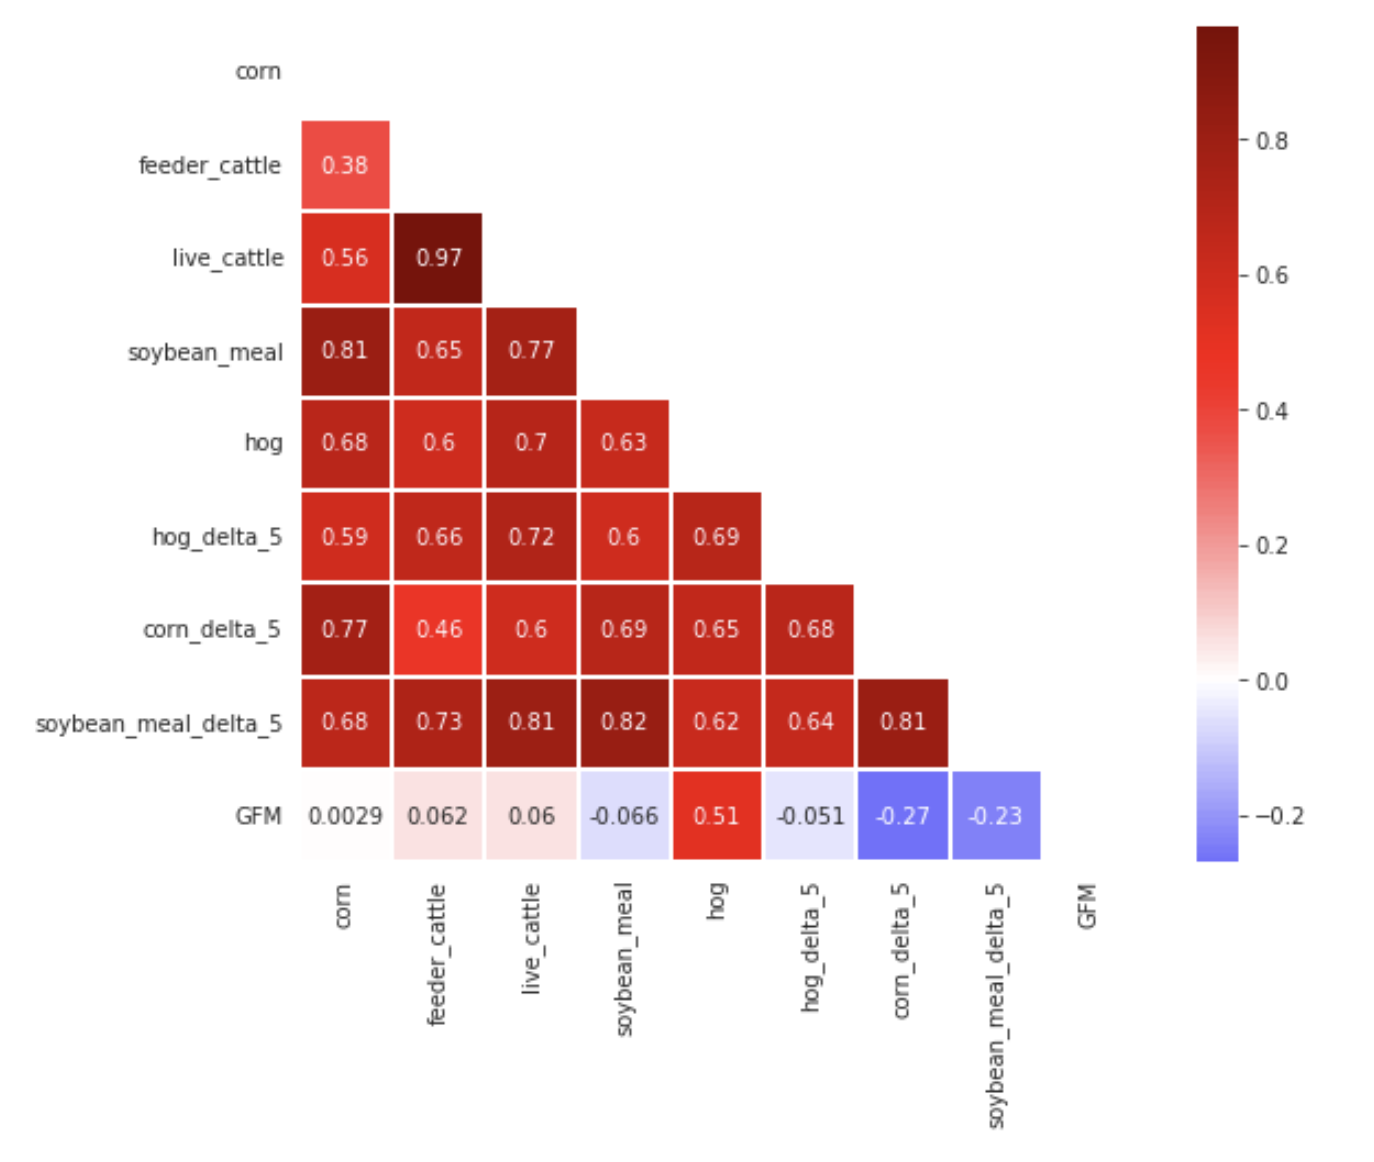 corn
feeder_cattle 0.38
live_cattle 0.56 0.97
soybean_meal 0.81 0.65 0.77
hog 0.68 0.6 0.7 0.63
hog_delta_5 0.59 0.66 0.72 0.6 0.69
corn_delta_5 0.77 0.46 0.6 0.69 0.65 0.68
soybean_meal_delta_5 0.68 0.73 0.81 0.82 0.62 0.64 0.81
GFM 0.0029 0.062 0.06 -0.066 0.51 -0.051 -0.27 -0.23
corn
feeder_cattle
live_cattle
soybean_meal
hog
hog_delta_5
corn_delta_5
soybean_meal_delta_5
GFM
0.8
0.6
0.4
0.2
0.0
−0.2